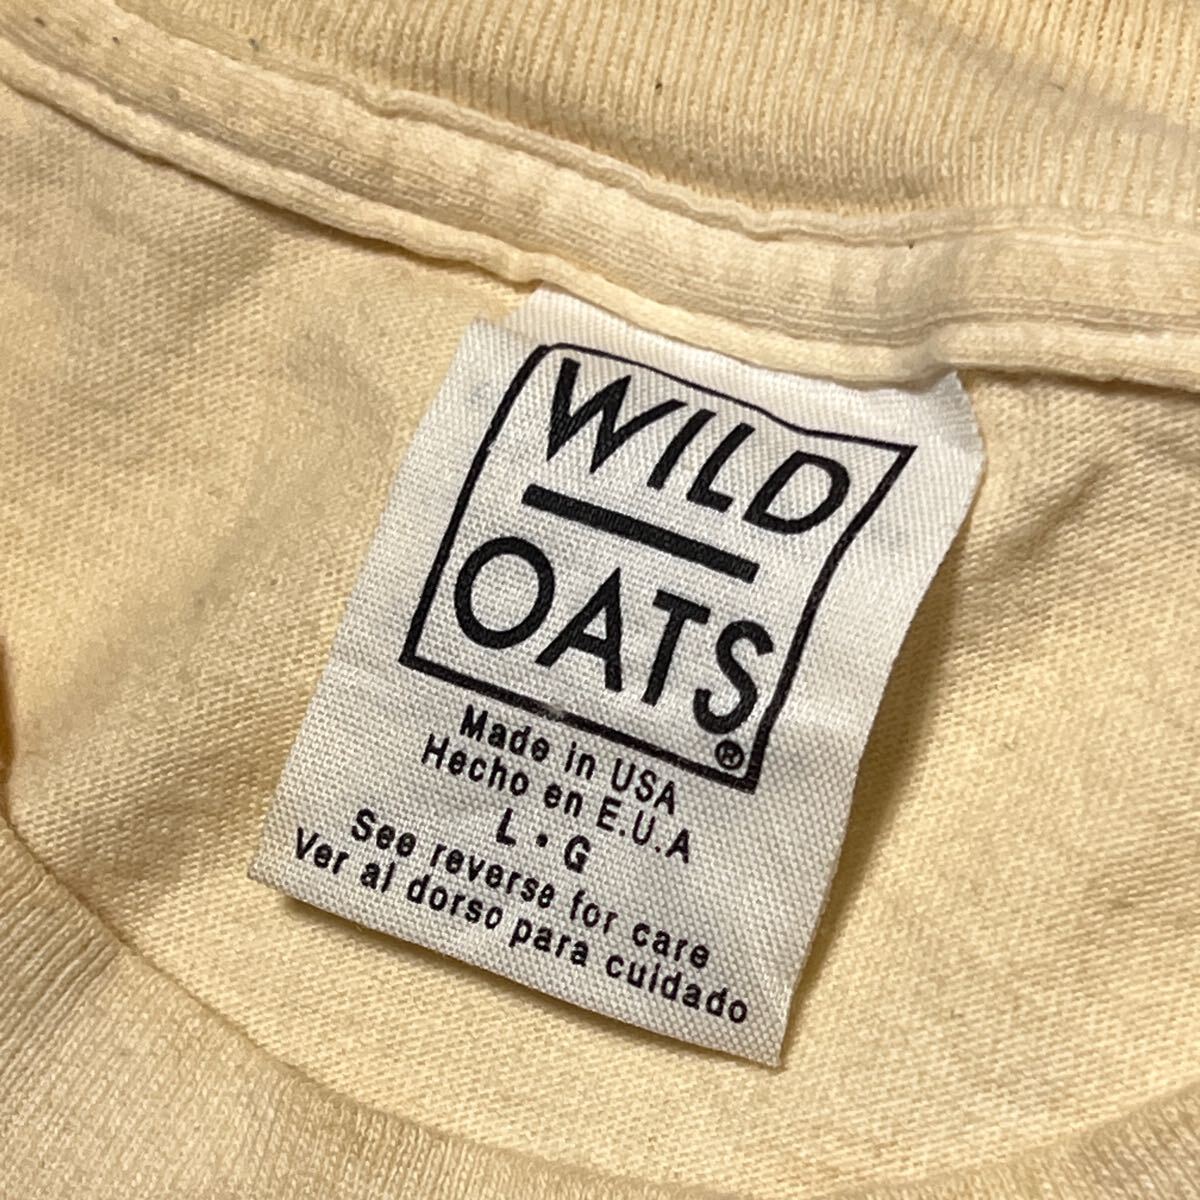 WILD
OATS®
Made in USA
Hecho en E.U.A
L • G
See reverse for care
Ver al dorso para cuidado